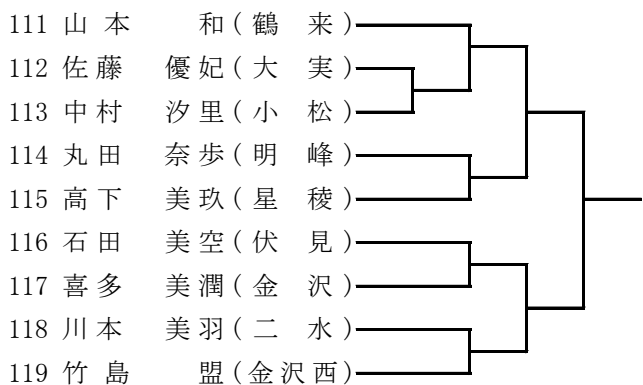 111 山本 和(鶴来)
112 佐藤 優妃(大実)
113 中村 汐里(小松)
114 丸田 奈歩(明峰)
115 高下 美玖(星稜)
116 石田 美空(伏見)
117 喜多 美潤(金沢)
118 川本 美羽(二水)
119 竹島 盟(金沢西)